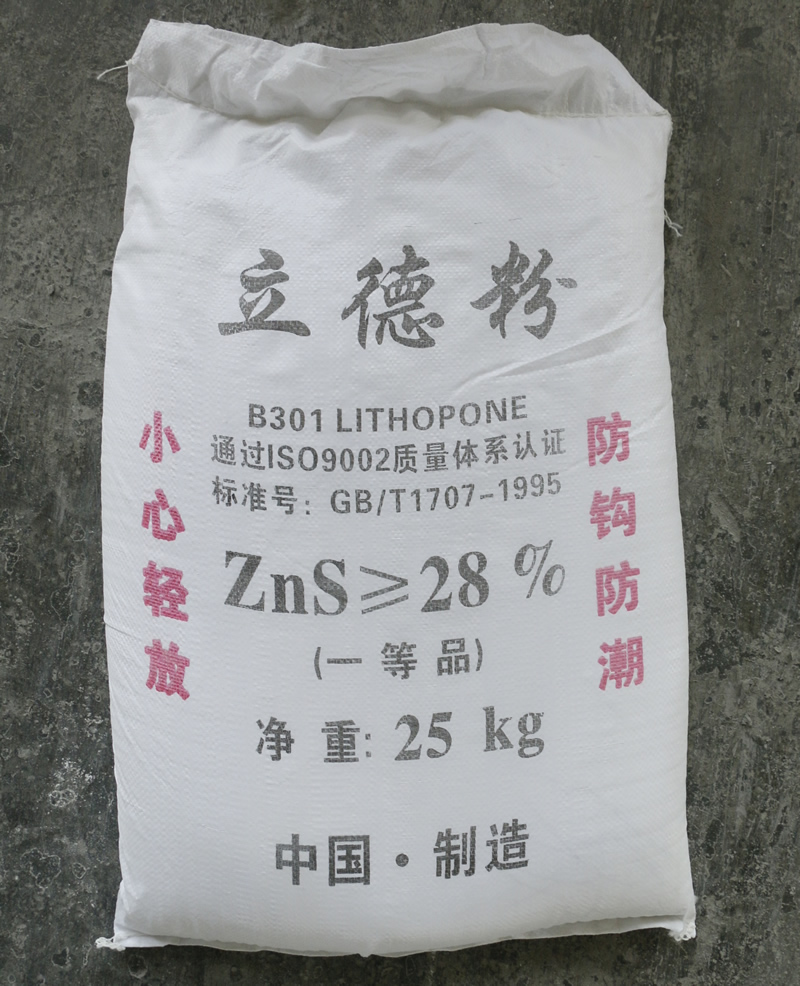 立德粉
B301 LITHOPONE
通过ISO9002质量体系认证
标准号：GB/T1707-1995
ZnS≥28 %
(一 等 品)
净 重: 25 kg
中国·制造
小心轻放
防钩防潮